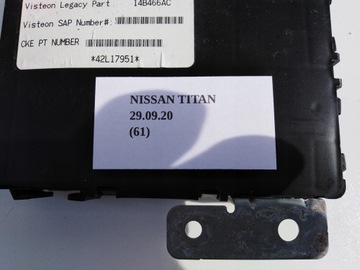 Visteon Legacy Part 14B466AC
Visteon SAP Number#:
CKE PT NUMBER
*42L17951*
NISSAN TITAN
29.09.20
(61)